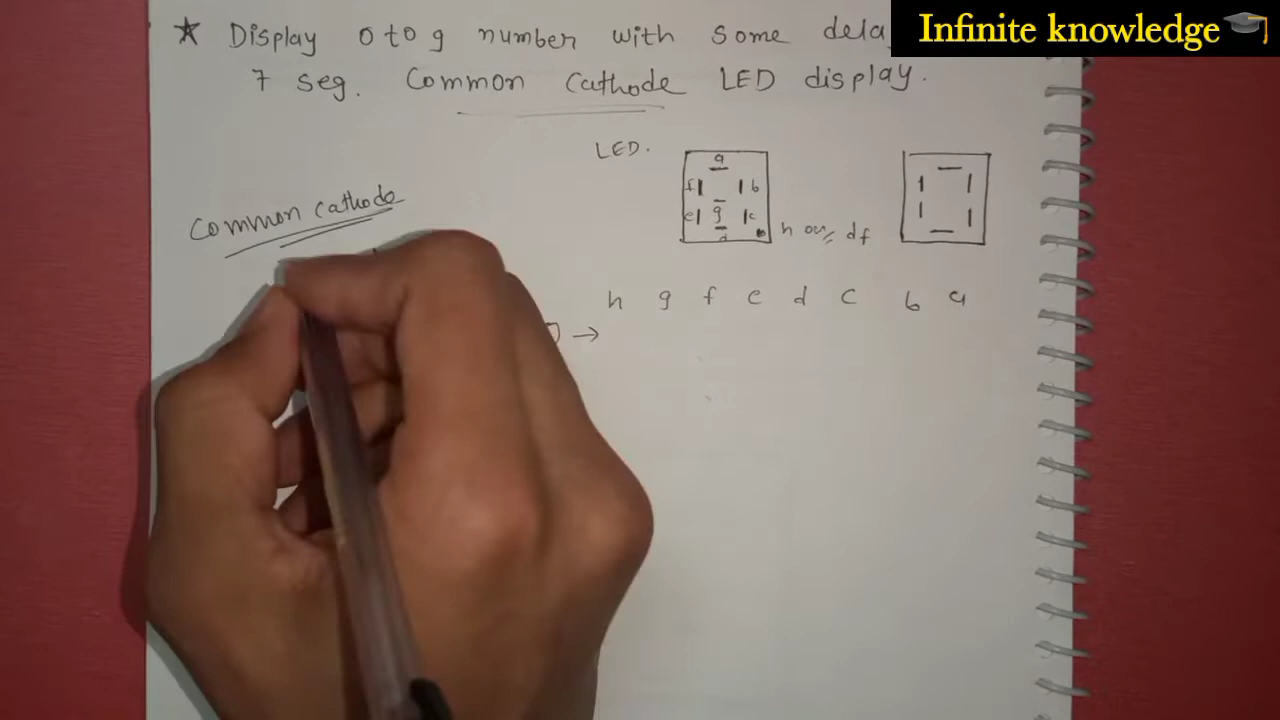 Infinite knowledge
★ Display 0 to 9 number with some dela
7 seg. Common Cathode LED display.
LED.
a
f b
g
e c
d
h or df
Common Cathode
h g f e d c b a
0 →